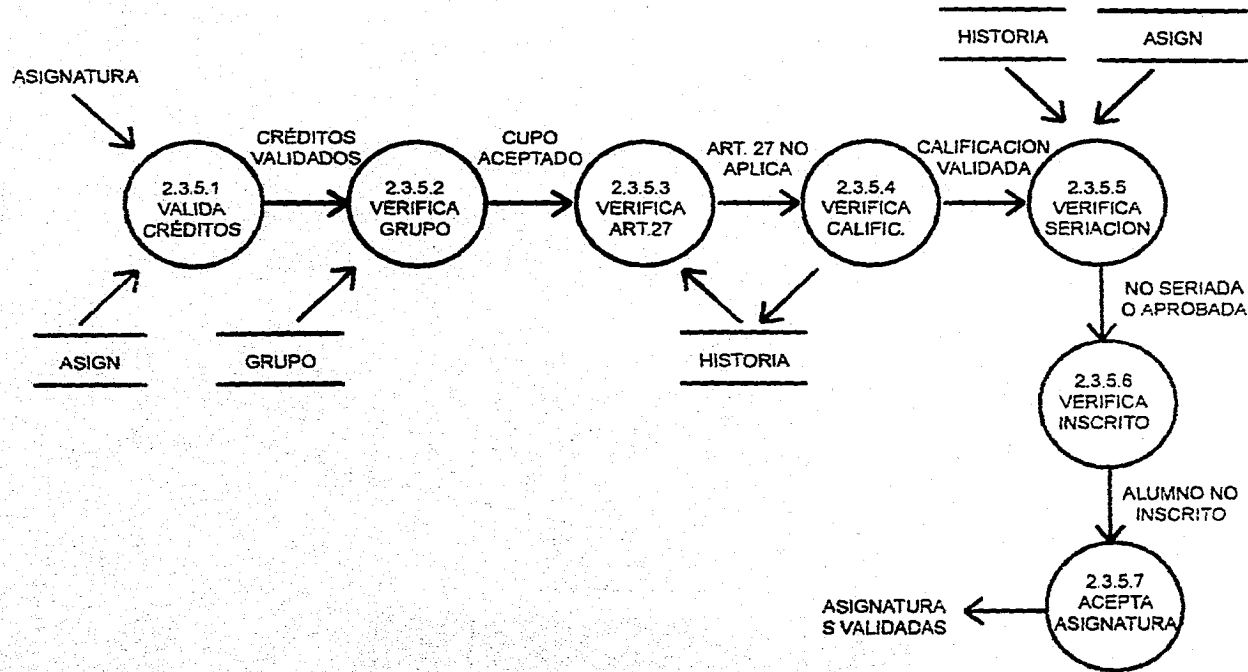 HISTORIA
ASIGN
ASIGNATURA
CRÉDITOS
VALIDADOS
CUPO
ACEPTADO
ART. 27 NO
APLICA
CALIFICACION
VALIDADA
2.3.5.1
VALIDA
CRÉDITOS
2.3.5.2
VERIFICA
GRUPO
2.3.5.3
VERIFICA
ART.27
2.3.5.4
VERIFICA
CALIFIC.
2.3.5.5
VERIFICA
SERIACION
ASIGN
GRUPO
HISTORIA
NO SERIADA
O APROBADA
2.3.5.6
VERIFICA
INSCRITO
ALUMNO NO
INSCRITO
2.3.5.7
ACEPTA
ASIGNATURA
ASIGNATURA
S VALIDADAS